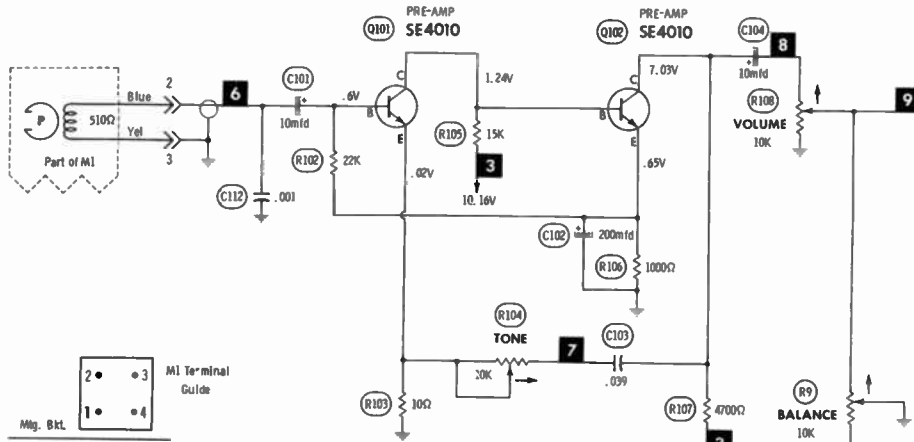 PRE-AMP
Q101 SE4010
PRE-AMP
Q102 SE4010
C104
8
10mfd
C
7.03V
C
1.24V
2
6
C101
.6V
B
B
R108
9
Blue
510Ω
P
10mfd
R105
15K
VOLUME
10K
Yel
3
E
E
Part of M1
R102
22K
.02V
3
.65V
10.16V
C112
.001
C102
200mfd
R106
1000Ω
R104
TONE
7
C103
20K
.039
2
3
M1 Terminal
Guide
1
4
R103
10Ω
R107
4700Ω
R9
BALANCE
10K
Mtg. Bkt.